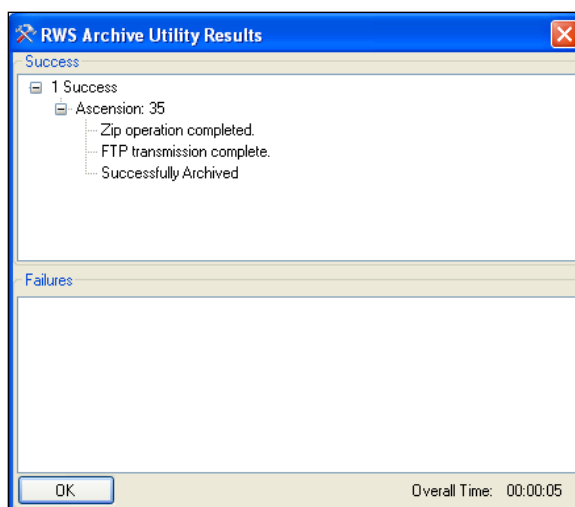 RWS Archive Utility Results
Success
1 Success
Ascension: 35
Zip operation completed.
FTP transmission complete.
Successfully Archived
Failures
OK
Overall Time: 00:00:05